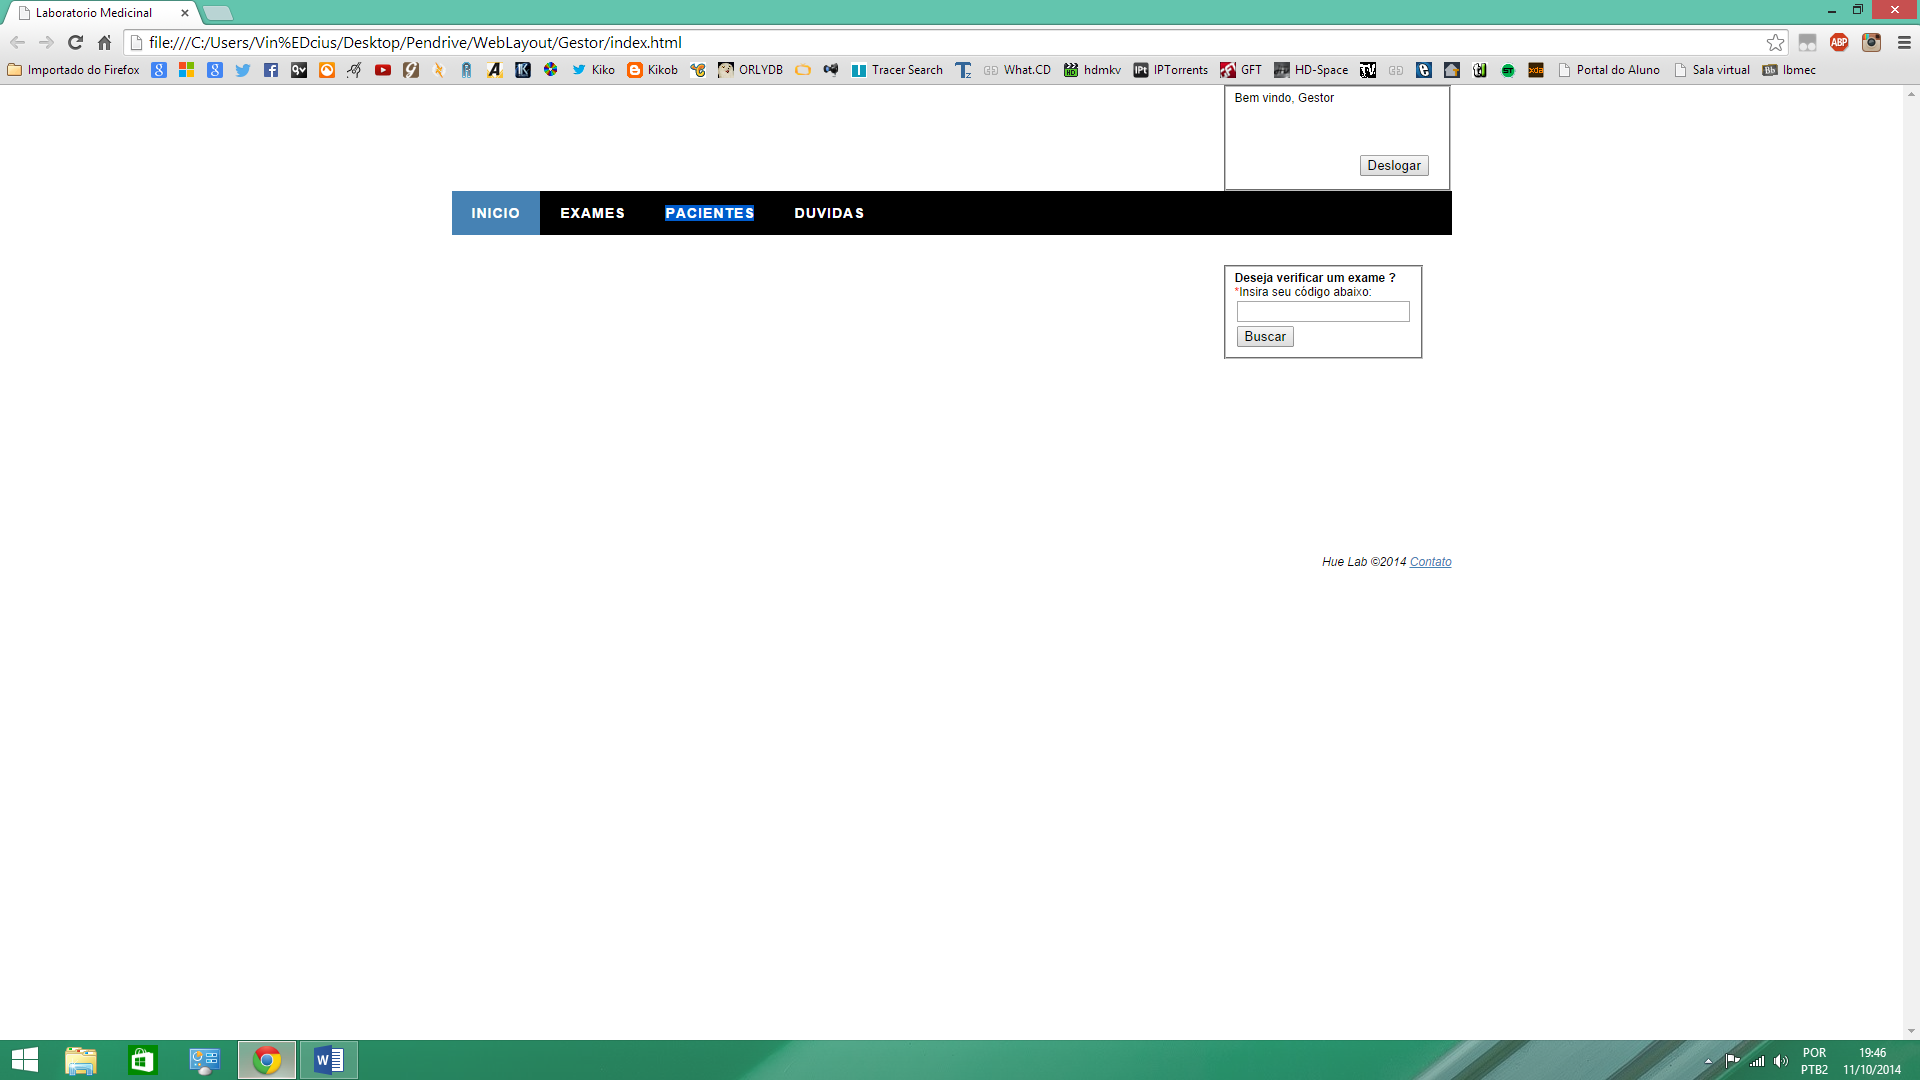 Laboratorio Medicinal
file:///C:/Users/Vin%EDcius/Desktop/Pendrive/WebLayout/Gestor/index.html
ABP
Importado do Firefox Kiko Kikob ORLYDB Tracer Search What.CD hdmkv IPTorrents GFT HD-Space Portal do Aluno Sala virtual Ibmec
Bem vindo, Gestor
Deslogar
INICIO EXAMES PACIENTES DUVIDAS
Deseja verificar um exame ?
*Insira seu código abaixo:
Buscar
Hue Lab ©2014 Contato
POR 19:46
PTB2 11/10/2014